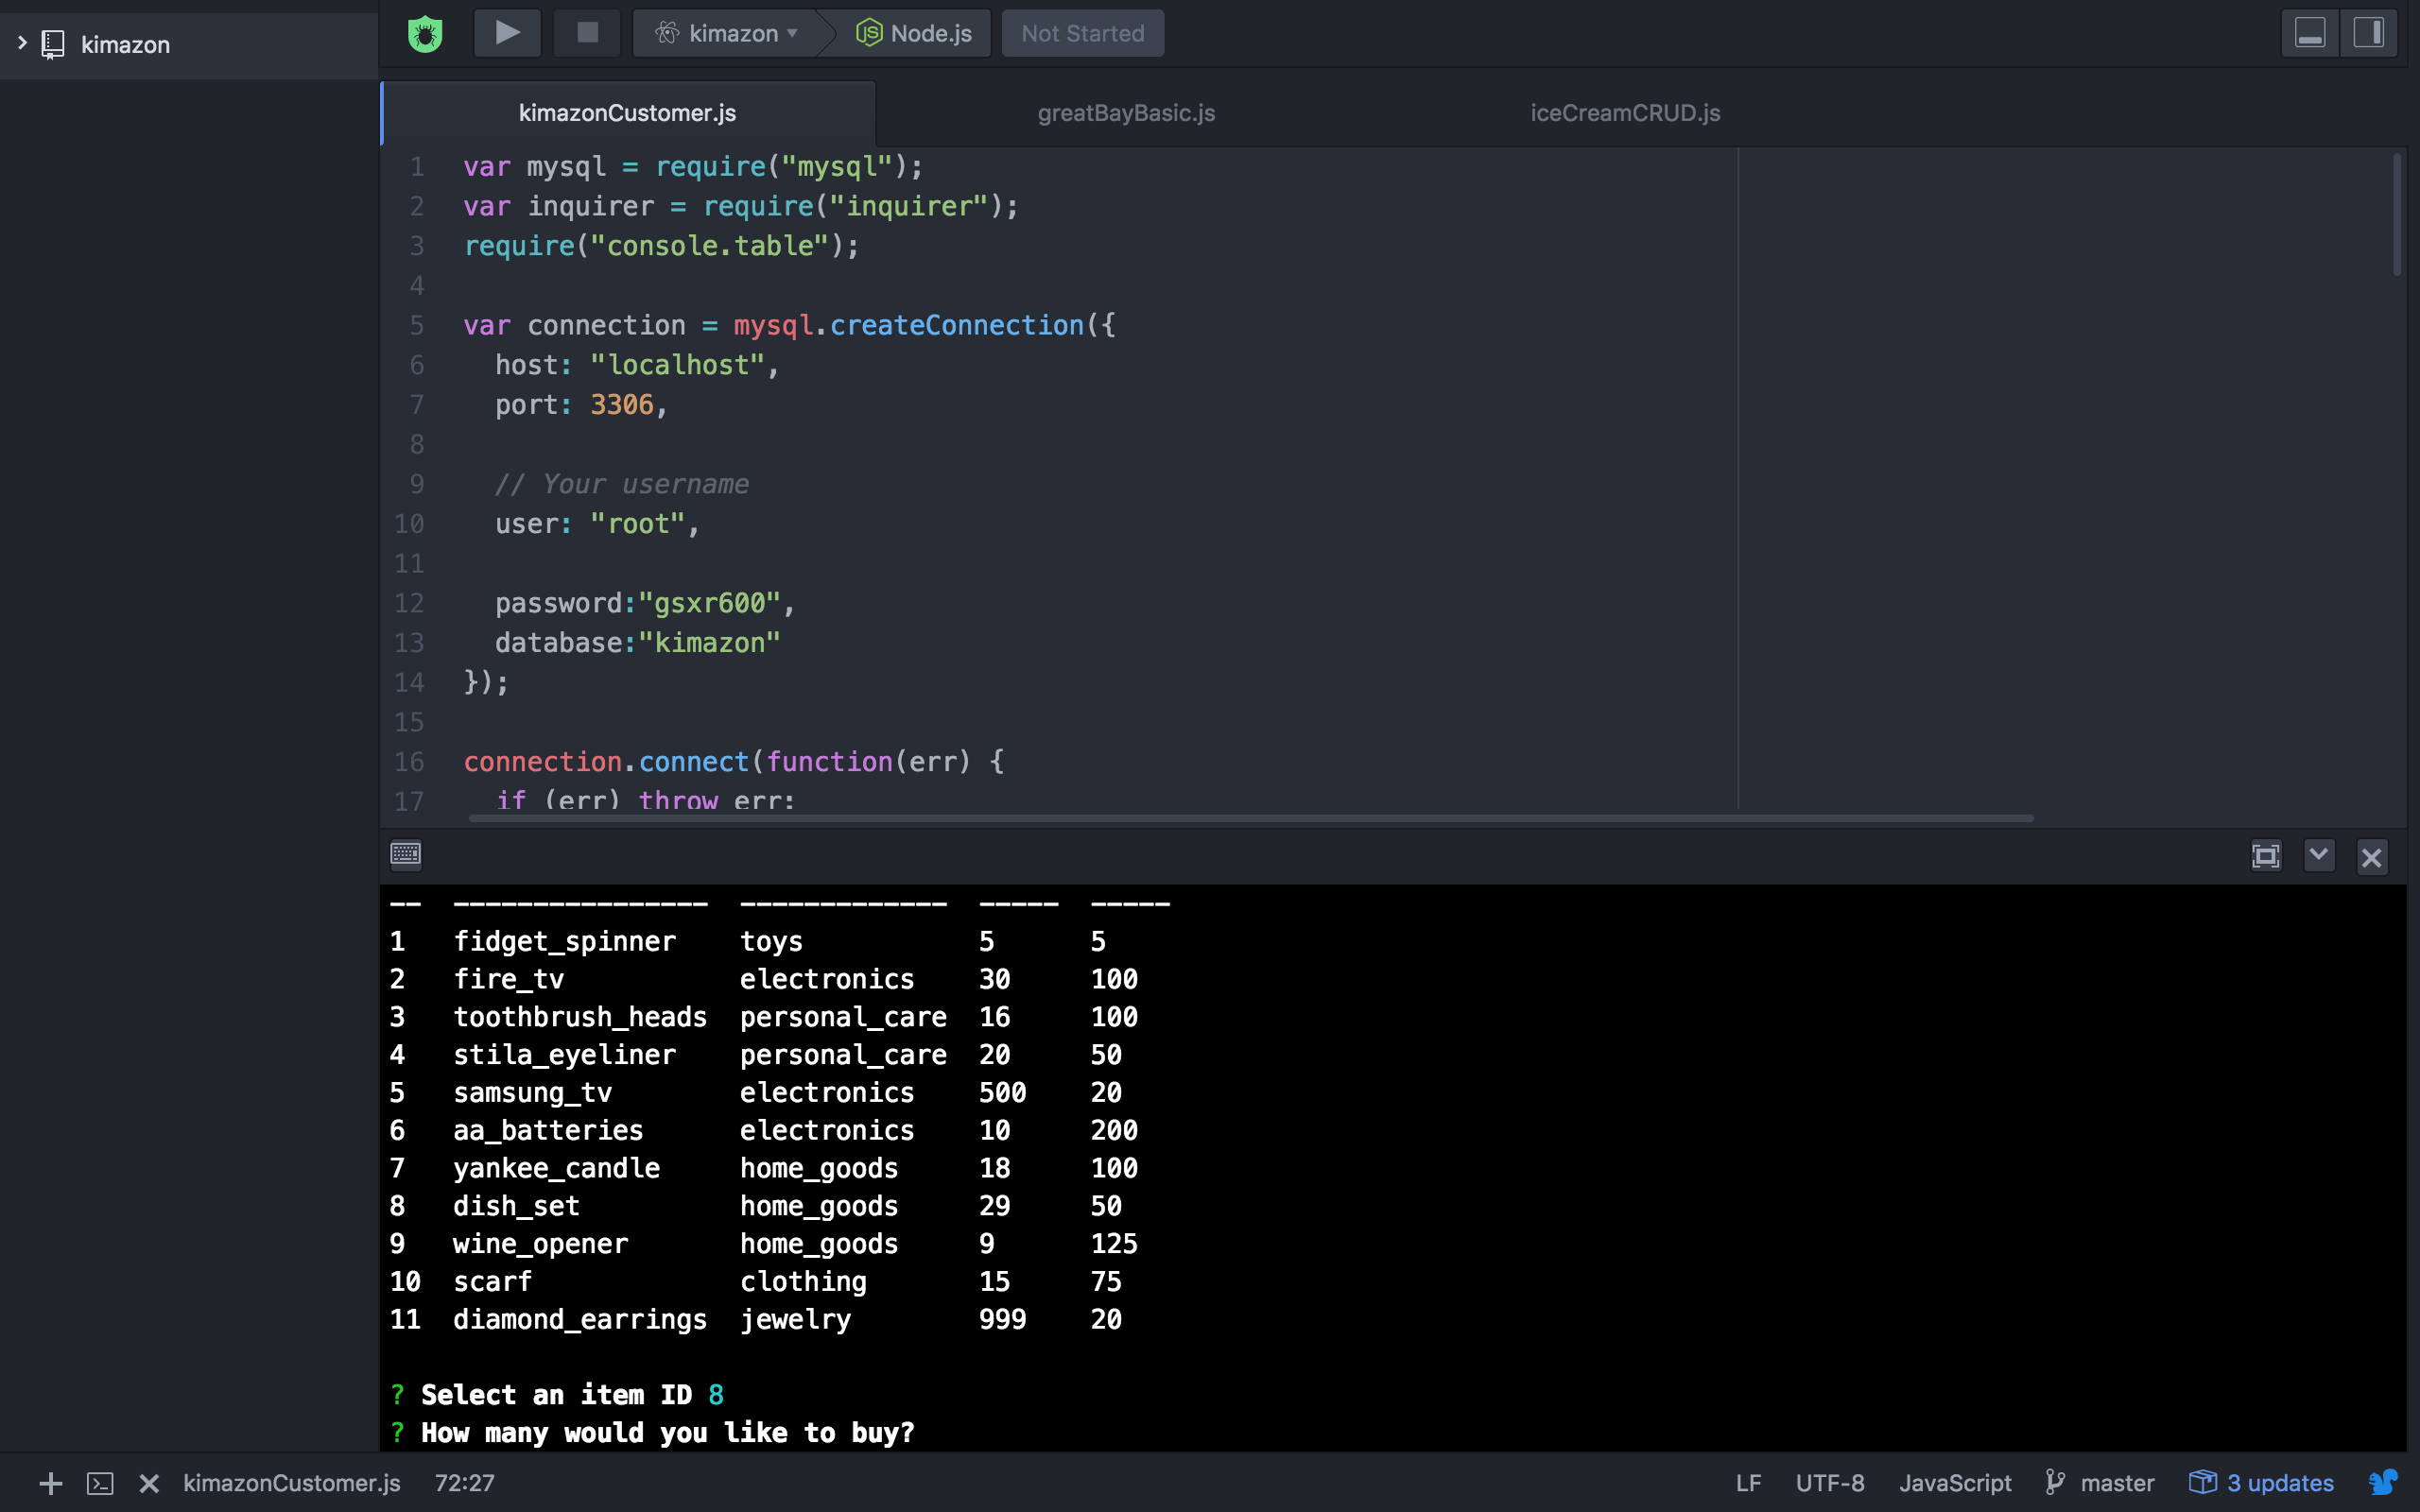 kimazon
kimazon Node.js Not Started
kimazonCustomer.js greatBayBasic.js iceCreamCRUD.js
1 var mysql = require("mysql");
2 var inquirer = require("inquirer");
3 require("console.table");
4
5 var connection = mysql.createConnection({
6 host: "localhost",
7 port: 3306,
8
9 // Your username
10 user: "root",
11
12 password:"gsxr600",
13 database:"kimazon"
14 });
15
16 connection.connect(function(err) {
17 if (err) throw err;
-- ---------------- ------------- ----- -----
1 fidget_spinner toys 5 5
2 fire_tv electronics 30 100
3 toothbrush_heads personal_care 16 100
4 stila_eyeliner personal_care 20 50
5 samsung_tv electronics 500 20
6 aa_batteries electronics 10 200
7 yankee_candle home_goods 18 100
8 dish_set home_goods 29 50
9 wine_opener home_goods 9 125
10 scarf clothing 15 75
11 diamond_earrings jewelry 999 20
? Select an item ID 8
? How many would you like to buy?
kimazonCustomer.js 72:27 LF UTF-8 JavaScript master 3 updates